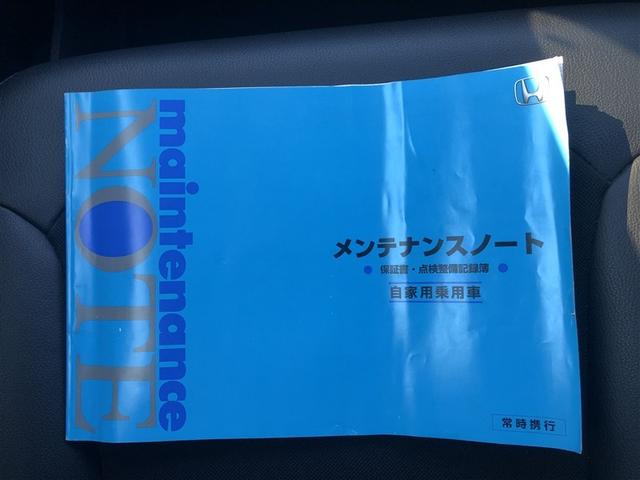 maintenance
NOTE
メンテナンスノート
● 保証書・点検整備記録簿 ●
自家用乗用車
常時携行